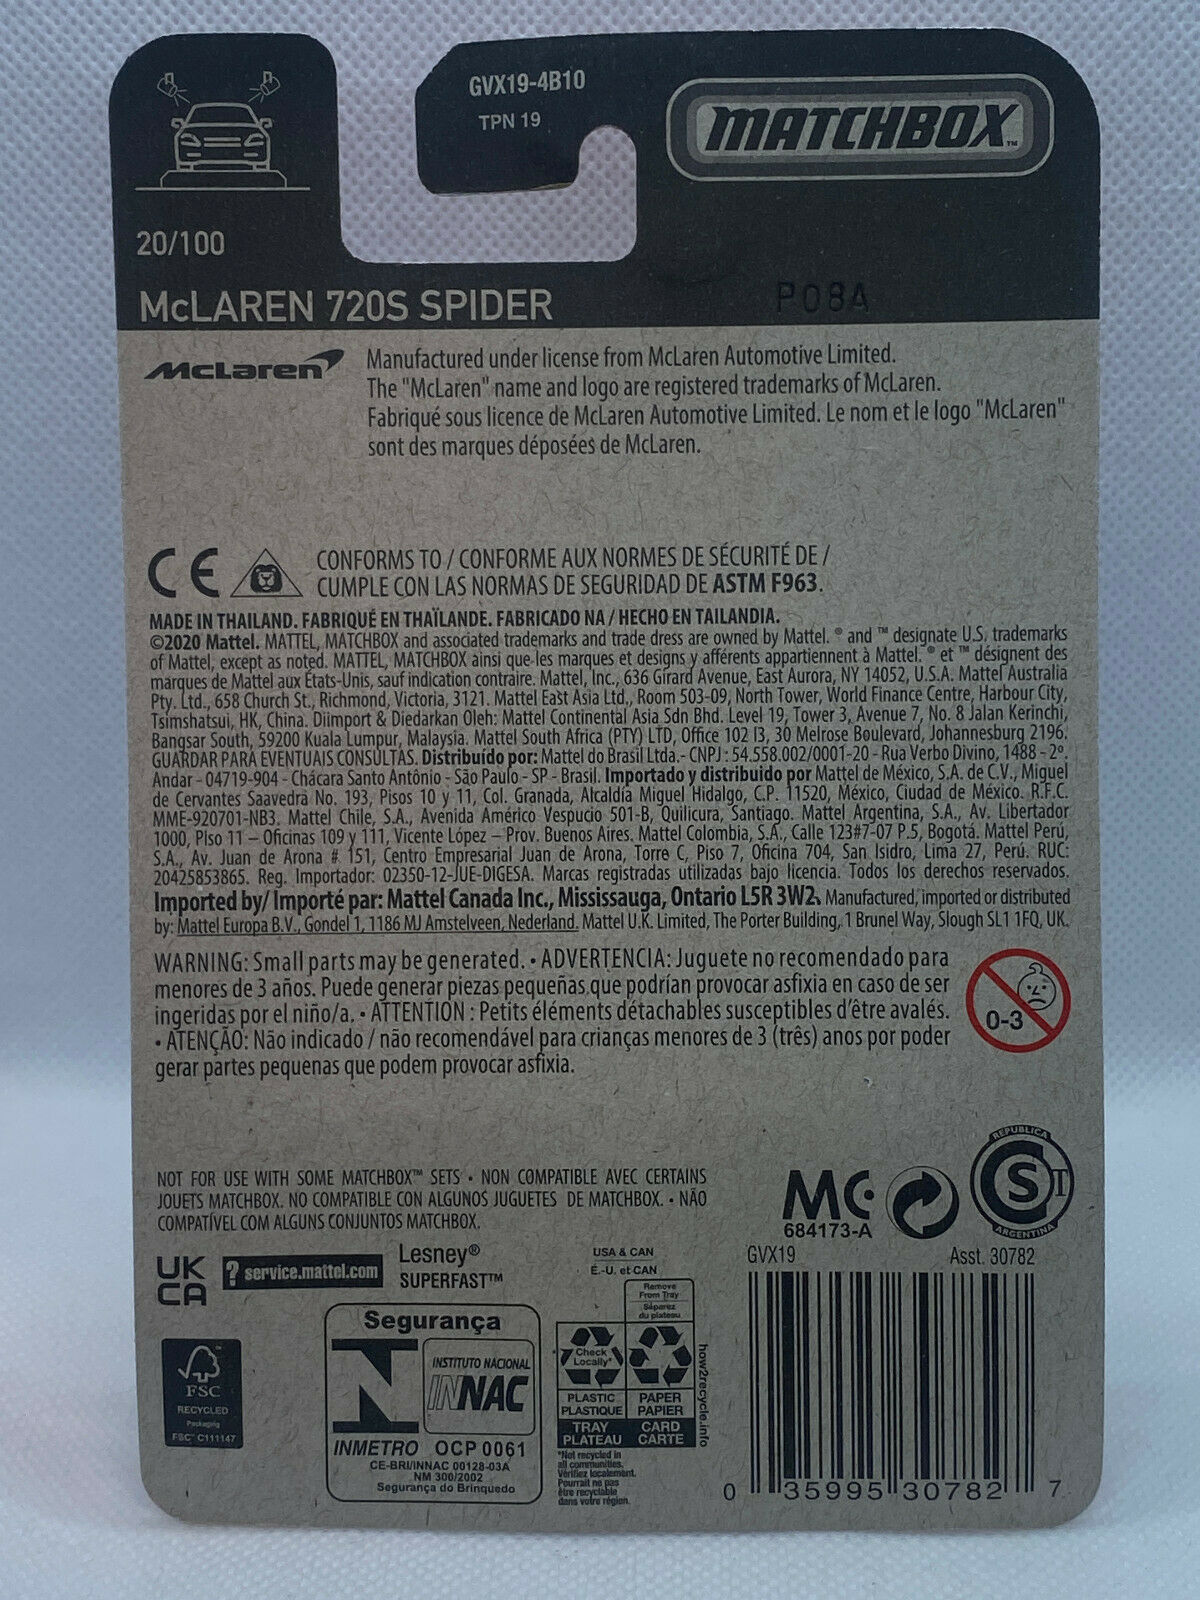 GVX19-4B10
TPN 19
MATCHBOX™
20/100
McLAREN 720S SPIDER
P08A
McLaren
Manufactured under license from McLaren Automotive Limited.
The "McLaren" name and logo are registered trademarks of McLaren.
Fabriqué sous licence de McLaren Automotive Limited. Le nom et le logo "McLaren"
sont des marques déposées de McLaren.
CE
CONFORMS TO / CONFORME AUX NORMES DE SÉCURITÉ DE /
CUMPLE CON LAS NORMAS DE SEGURIDAD DE ASTM F963.
MADE IN THAILAND. FABRIQUÉ EN THAÏLANDE. FABRICADO NA / HECHO EN TAILANDIA.
©2020 Mattel. MATTEL, MATCHBOX and associated trademarks and trade dress are owned by Mattel. ® and ™ designate U.S. trademarks
of Mattel, except as noted. MATTEL, MATCHBOX ainsi que les marques et designs y afférents appartiennent à Mattel. ® et ™ désignent des
marques de Mattel aux États-Unis, sauf indication contraire. Mattel, Inc., 636 Girard Avenue, East Aurora, NY 14052, U.S.A. Mattel Australia
Pty. Ltd., 658 Church St., Richmond, Victoria, 3121. Mattel East Asia Ltd., Room 503-09, North Tower, World Finance Centre, Harbour City,
Tsimshatsui, HK, China. Diimport & Diedarkan Oleh: Mattel Continental Asia Sdn Bhd. Level 19, Tower 3, Avenue 7, No. 8 Jalan Kerinchi,
Bangsar South, 59200 Kuala Lumpur, Malaysia. Mattel South Africa (PTY) LTD, Office 102 I3, 30 Melrose Boulevard, Johannesburg 2196.
GUARDAR PARA EVENTUAIS CONSULTAS. Distribuído por: Mattel do Brasil Ltda.- CNPJ : 54.558.002/0001-20 - Rua Verbo Divino, 1488 - 2º.
Andar - 04719-904 - Chácara Santo Antônio - São Paulo - SP - Brasil. Importado y distribuido por Mattel de México, S.A. de C.V., Miguel
de Cervantes Saavedra No. 193, Pisos 10 y 11, Col. Granada, Alcaldía Miguel Hidalgo, C.P. 11520, México, Ciudad de México. R.F.C.
MME-920701-NB3. Mattel Chile, S.A., Avenida Américo Vespucio 501-B, Quilicura, Santiago. Mattel Argentina, S.A., Av. Libertador
1000, Piso 11 – Oficinas 109 y 111, Vicente López – Prov. Buenos Aires. Mattel Colombia, S.A., Calle 123#7-07 P.5, Bogotá. Mattel Perú,
S.A., Av. Juan de Arona # 151, Centro Empresarial Juan de Arona, Torre C, Piso 7, Oficina 704, San Isidro, Lima 27, Perú. RUC:
20425853865. Reg. Importador: 02350-12-JUE-DIGESA. Marcas registradas utilizadas bajo licencia. Todos los derechos reservados.
Imported by/ Importé par: Mattel Canada Inc., Mississauga, Ontario L5R 3W2. Manufactured, imported or distributed
by: Mattel Europa B.V., Gondel 1, 1186 MJ Amstelveen, Nederland. Mattel U.K. Limited, The Porter Building, 1 Brunel Way, Slough SL1 1FQ, UK.
WARNING: Small parts may be generated. • ADVERTENCIA: Juguete no recomendado para
menores de 3 años. Puede generar piezas pequeñas que podrían provocar asfixia en caso de ser
ingeridas por el niño/a. • ATTENTION : Petits éléments détachables susceptibles d'être avalés.
• ATENÇÃO: Não indicado / não recomendável para crianças menores de 3 (três) anos por poder
gerar partes pequenas que podem provocar asfixia.
0-3
NOT FOR USE WITH SOME MATCHBOX™ SETS • NON COMPATIBLE AVEC CERTAINS
JOUETS MATCHBOX. NO COMPATIBLE CON ALGUNOS JUGUETES DE MATCHBOX. • NÃO
COMPATÍVEL COM ALGUNS CONJUNTOS MATCHBOX.
MC
684173-A
REPUBLICA
S T
ARGENTINA
UK
CA
? service.mattel.com
Lesney®
SUPERFAST™
FSC™
RECYCLED
Packaging
FSC™ C111147
Segurança
INSTITUTO NACIONAL
INNAC
INMETRO OCP 0061
CE-BRI/INNAC 00128-03A
NM 300/2002
Segurança do Brinquedo
USA & CAN
É.-U. et CAN
Remove
From Tray
Séparez
du plateau
Check
Locally*
PLASTIC
PLASTIQUE
TRAY
PLATEAU
PAPER
PAPIER
CARD
CARTE
how2recycle.info
*Not recycled in
all communities.
Vérifiez localement.
Pourrait ne pas
être recyclable
dans votre région.
GVX19
Asst. 30782
0 35995 30782 7